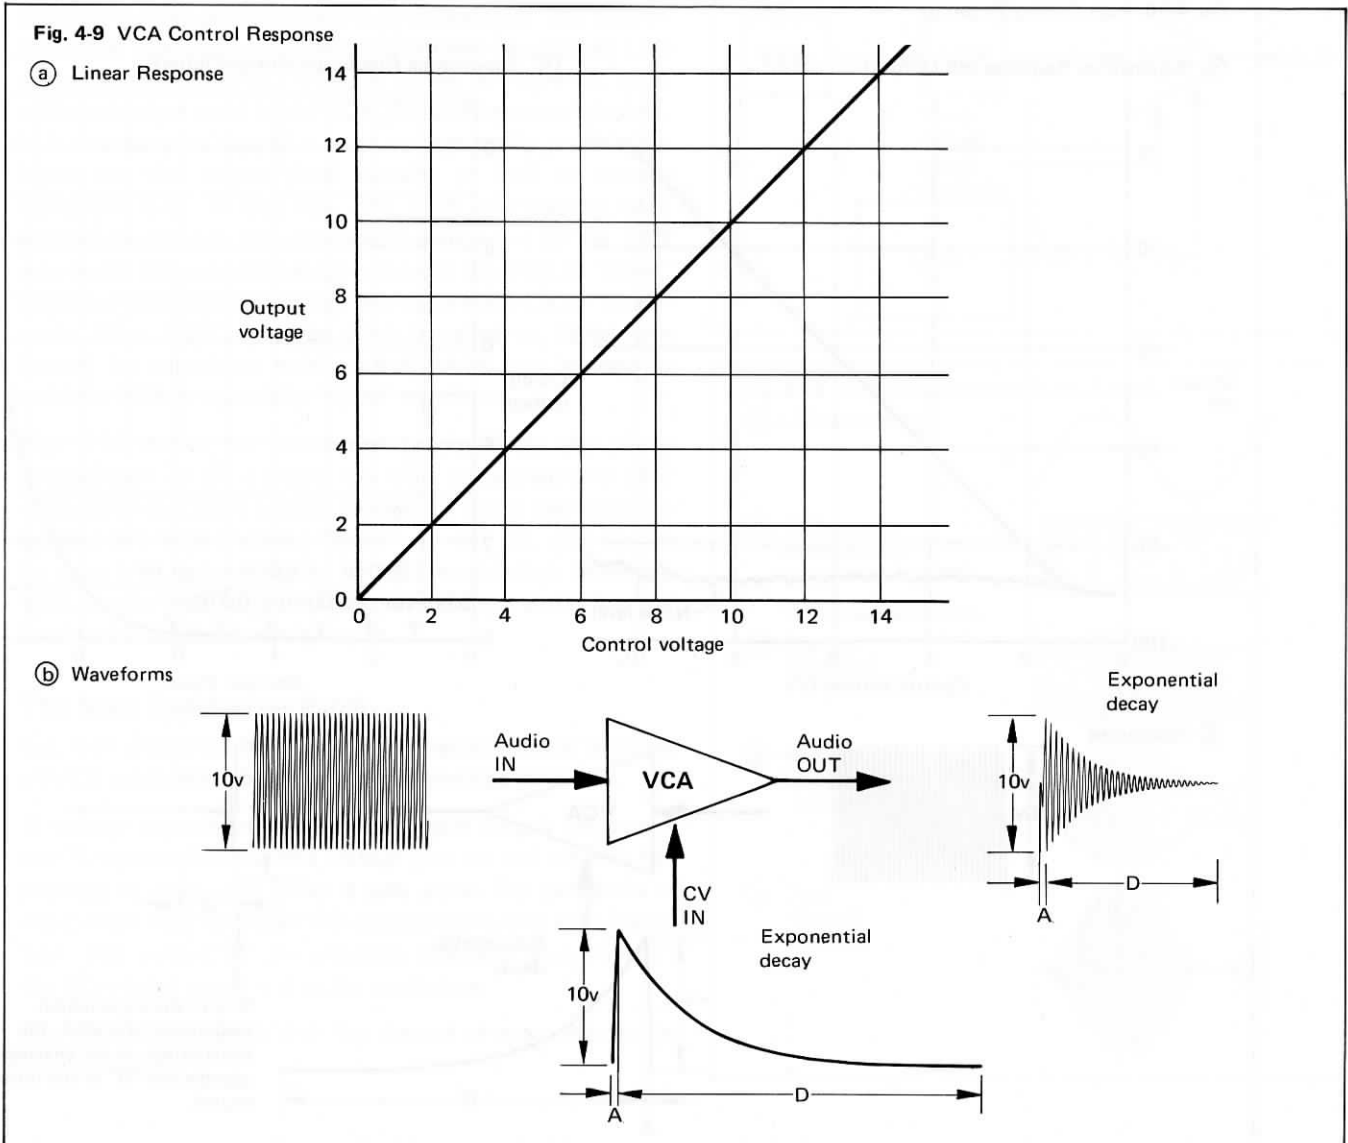 Fig. 4-9 VCA Control Response
ⓐ Linear Response
14
12
10
8
6
4
2
0
Output
voltage
0 2 4 6 8 10 12 14
Control voltage
ⓑ Waveforms
10v
Audio
IN
VCA
Audio
OUT
CV
IN
Exponential
decay
10v
D
A
Exponential
decay
10v
D
A